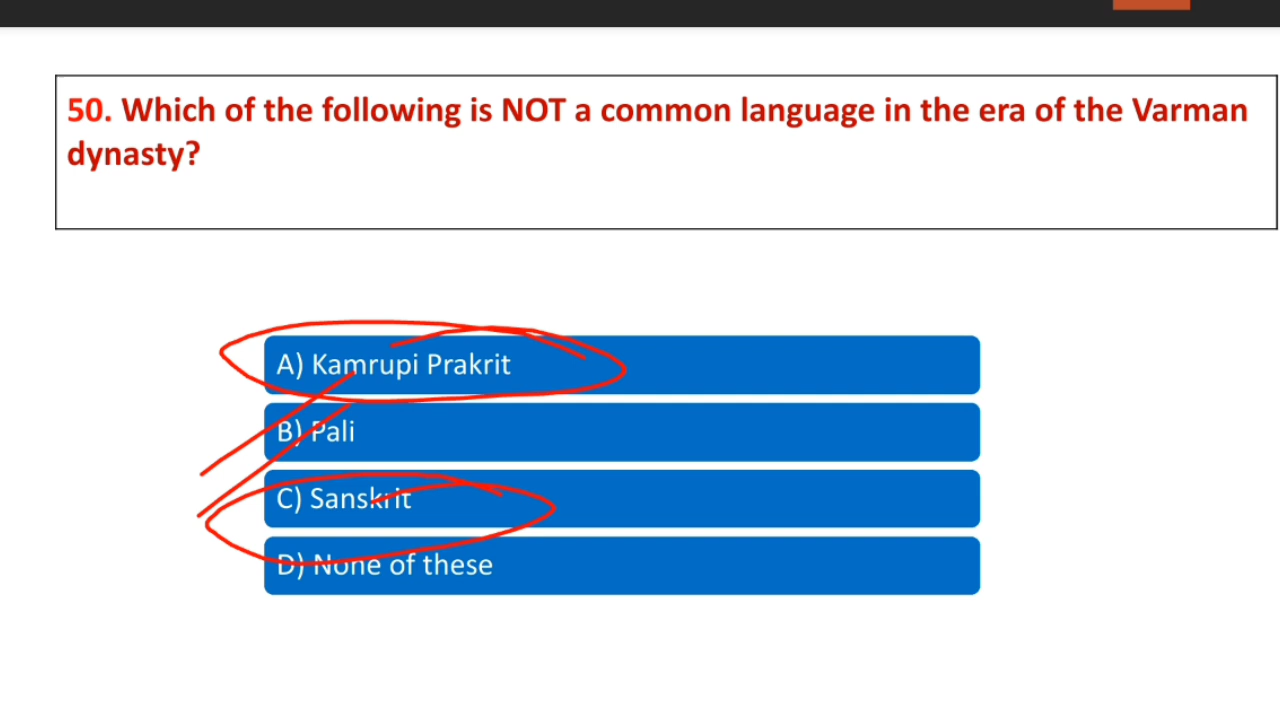 50. Which of the following is NOT a common language in the era of the Varman
dynasty?
A) Kamrupi Prakrit
B) Pali
C) Sanskrit
D) None of these